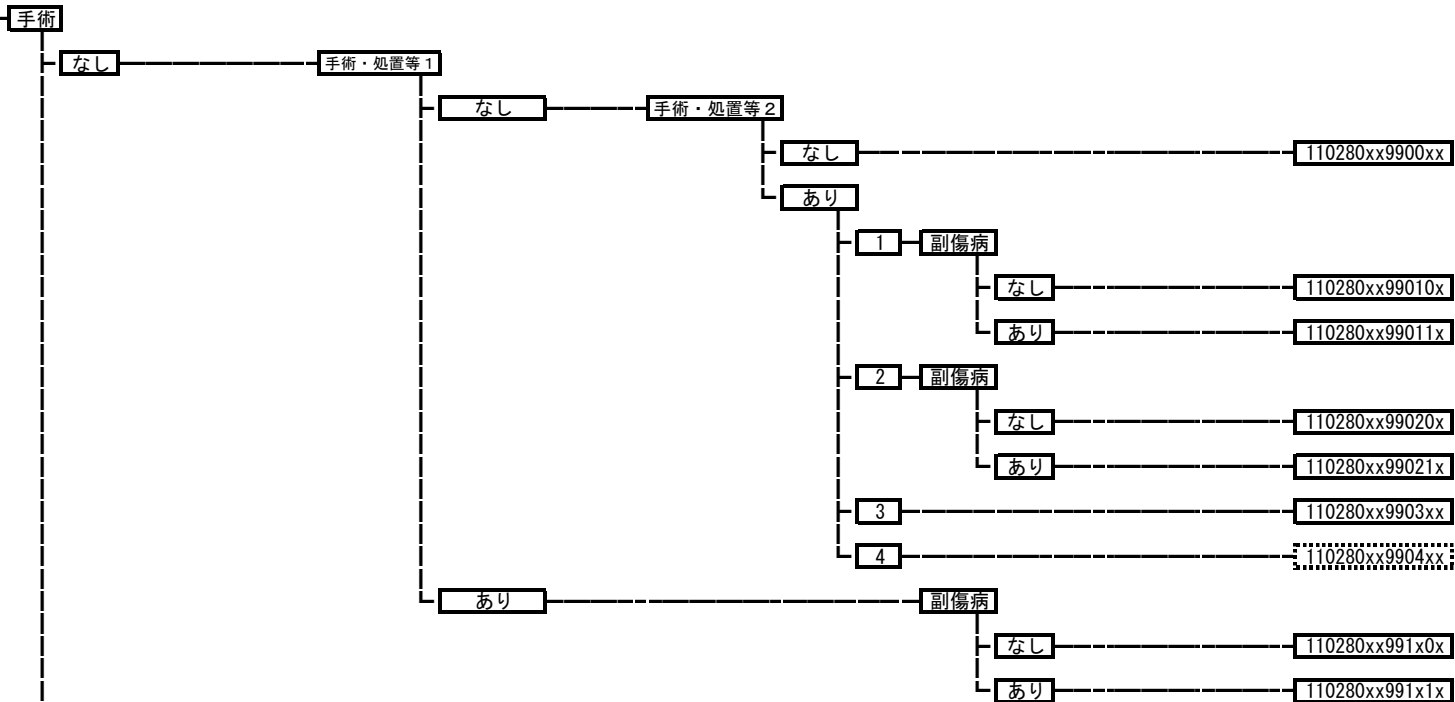 手術
なし 手術・処置等1
なし 手術・処置等2
なし 110280xx9900xx
あり
1 副傷病
なし 110280xx99010x
あり 110280xx99011x
2 副傷病
なし 110280xx99020x
あり 110280xx99021x
3 110280xx9903xx
4 110280xx9904xx
あり 副傷病
なし 110280xx991x0x
あり 110280xx991x1x